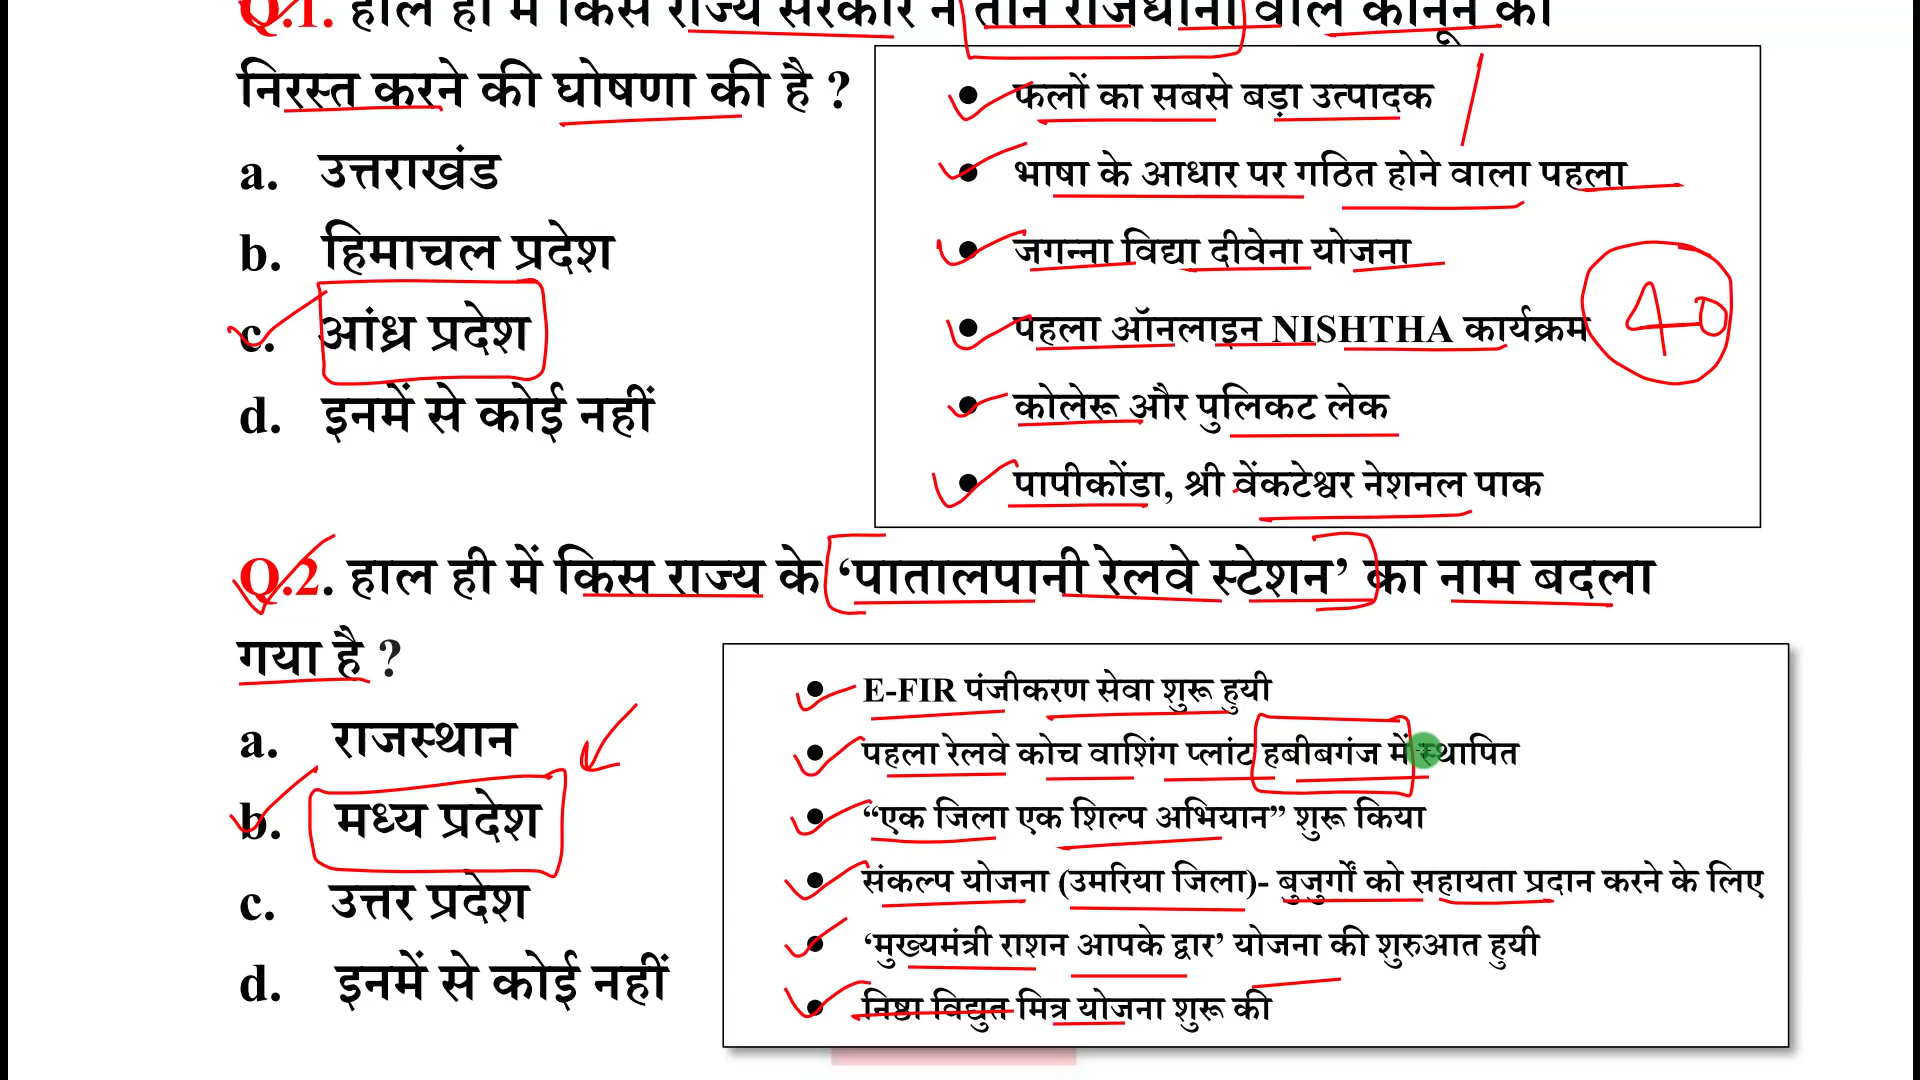 Q.1. हाल ही में किस राज्य सरकार ने तीन राजधानी वाले कानून को
निरस्त करने की घोषणा की है ?
a. उत्तराखंड
b. हिमाचल प्रदेश
c. आंध्र प्रदेश
d. इनमें से कोई नहीं
फलों का सबसे बड़ा उत्पादक
भाषा के आधार पर गठित होने वाला पहला
जगन्ना विद्या दीवेना योजना
पहला ऑनलाइन NISHTHA कार्यक्रम
40
कोलेरू और पुलिकट लेक
पापीकोंडा, श्री वेंकटेश्वर नेशनल पाक
Q.2. हाल ही में किस राज्य के ‘पातालपानी रेलवे स्टेशन’ का नाम बदला
गया है ?
a. राजस्थान
b. मध्य प्रदेश
c. उत्तर प्रदेश
d. इनमें से कोई नहीं
E-FIR पंजीकरण सेवा शुरू हुयी
पहला रेलवे कोच वाशिंग प्लांट हबीबगंज में स्थापित
“एक जिला एक शिल्प अभियान” शुरू किया
संकल्प योजना (उमरिया जिला)- बुजुर्गों को सहायता प्रदान करने के लिए
‘मुख्यमंत्री राशन आपके द्वार’ योजना की शुरुआत हुयी
निष्ठा विद्युत मित्र योजना शुरू की